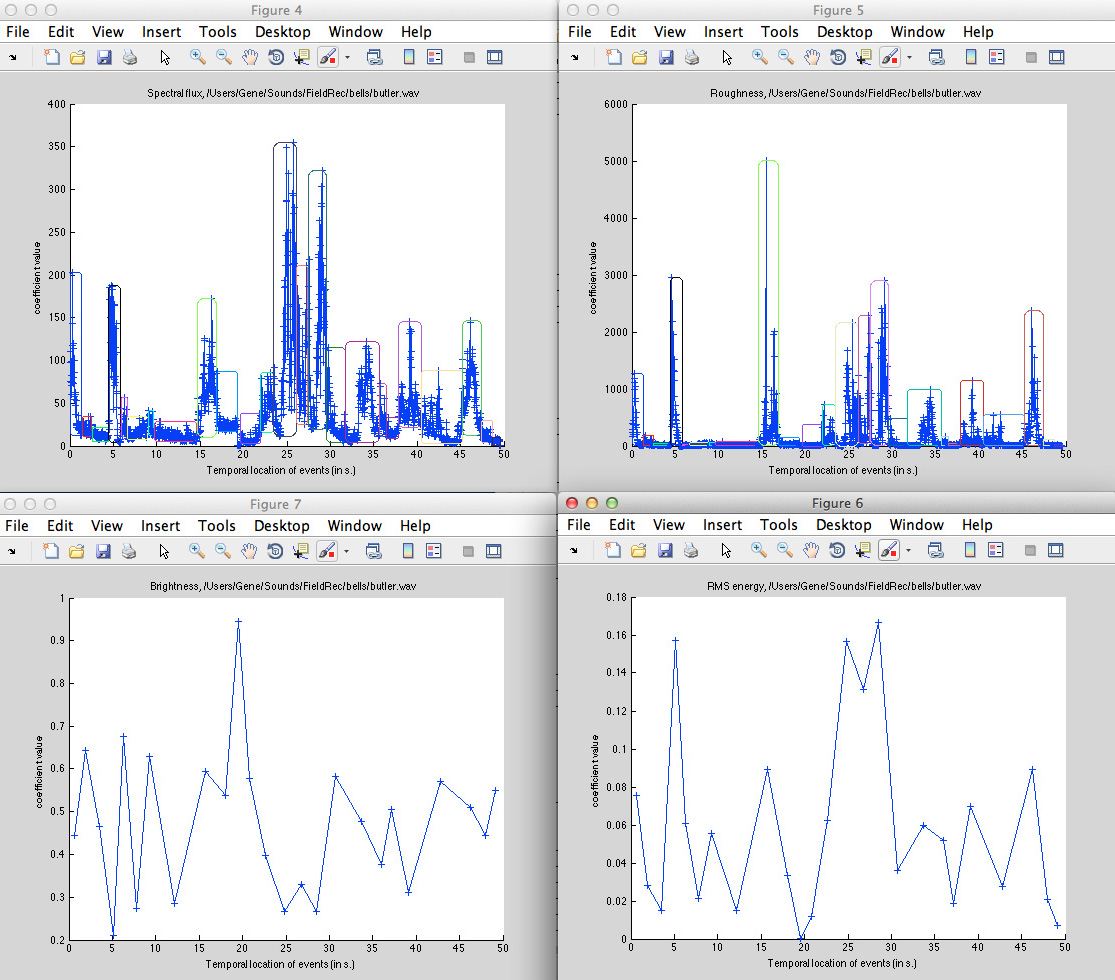 Figure 4
File Edit View Insert Tools Desktop Window Help
Spectral flux, /Users/Gene/Sounds/FieldRec/bells/butler.wav
400
350
300
250
200
150
100
50
0
coefficient value
0 5 10 15 20 25 30 35 40 45 50
Temporal location of events (in s.)
Figure 5
File Edit View Insert Tools Desktop Window Help
Roughness, /Users/Gene/Sounds/FieldRec/bells/butler.wav
6000
5000
4000
3000
2000
1000
0
coefficient value
0 5 10 15 20 25 30 35 40 45 50
Temporal location of events (in s.)
Figure 7
File Edit View Insert Tools Desktop Window Help
Brightness, /Users/Gene/Sounds/FieldRec/bells/butler.wav
1
0.9
0.8
0.7
0.6
0.5
0.4
0.3
0.2
coefficient value
0 5 10 15 20 25 30 35 40 45 50
Temporal location of events (in s.)
Figure 6
File Edit View Insert Tools Desktop Window Help
RMS energy, /Users/Gene/Sounds/FieldRec/bells/butler.wav
0.18
0.16
0.14
0.12
0.1
0.08
0.06
0.04
0.02
0
coefficient value
0 5 10 15 20 25 30 35 40 45 50
Temporal location of events (in s.)